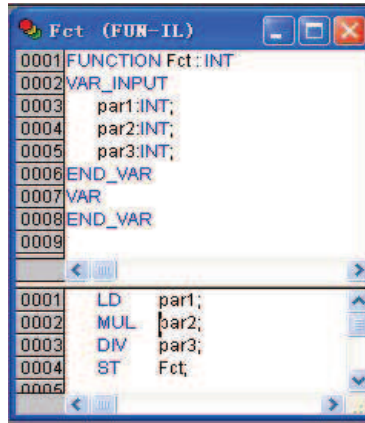 Fct (FUN-IL)
0001 FUNCTION Fct : INT
0002 VAR_INPUT
0003 par1:INT;
0004 par2:INT;
0005 par3:INT;
0006 END_VAR
0007 VAR
0008 END_VAR
0009
0001 LD par1;
0002 MUL par2;
0003 DIV par3;
0004 ST Fct;
0005